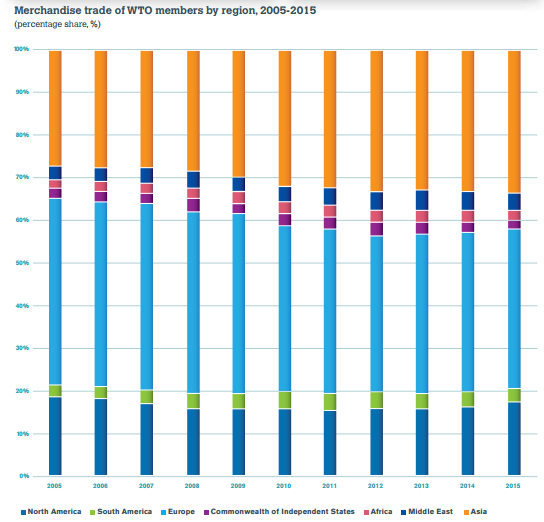 Merchandise trade of WTO members by region, 2005-2015
(percentage share, %)
100%
90%
80%
70%
60%
50%
40%
30%
20%
10%
0%
2005 2006 2007 2008 2009 2010 2011 2012 2013 2014 2015
North America South America Europe Commonwealth of Independent States Africa Middle East Asia